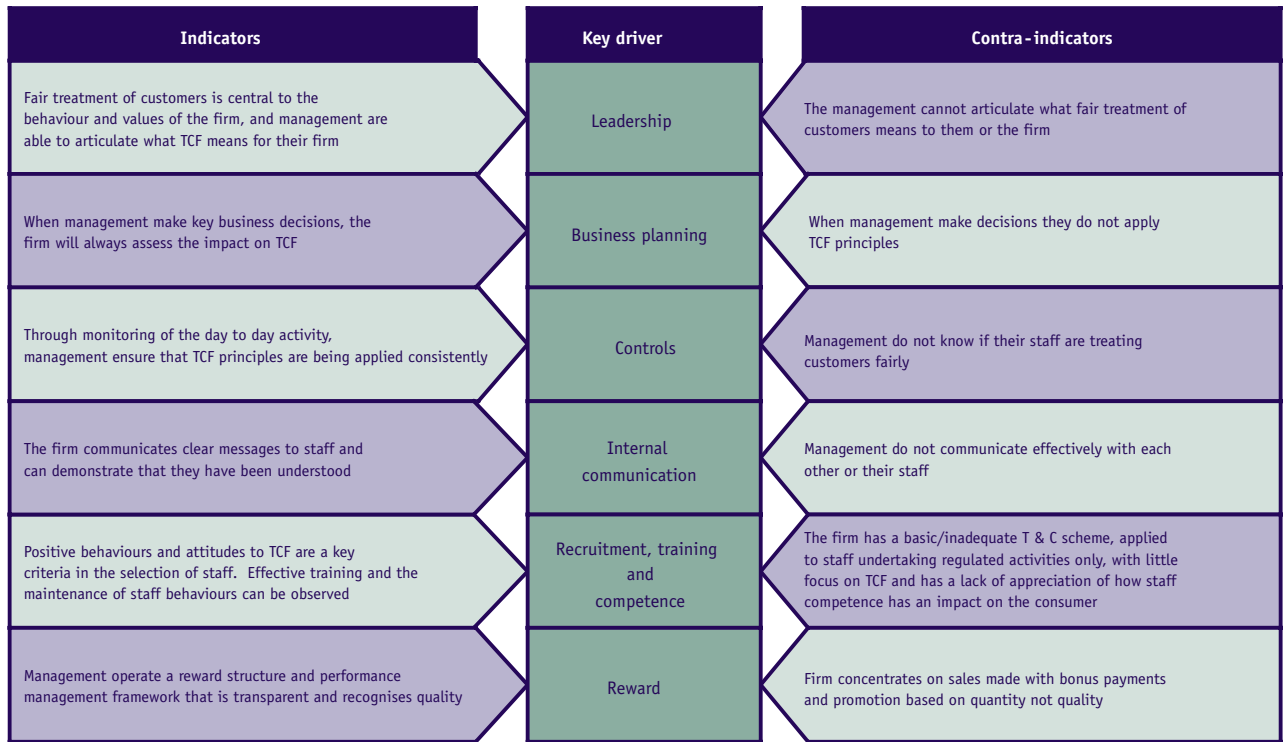 Indicators
Key driver
Contra-indicators
Fair treatment of customers is central to the
behaviour and values of the firm, and management are
able to articulate what TCF means for their firm
Leadership
The management cannot articulate what fair treatment of
customers means to them or the firm
When management make key business decisions, the
firm will always assess the impact on TCF
Business planning
When management make decisions they do not apply
TCF principles
Through monitoring of the day to day activity,
management ensure that TCF principles are being applied consistently
Controls
Management do not know if their staff are treating
customers fairly
The firm communicates clear messages to staff and
can demonstrate that they have been understood
Internal
communication
Management do not communicate effectively with each
other or their staff
Positive behaviours and attitudes to TCF are a key
criteria in the selection of staff.  Effective training and the
maintenance of staff behaviours can be observed
Recruitment, training
and
competence
The firm has a basic/inadequate T & C scheme, applied
to staff undertaking regulated activities only, with little
focus on TCF and has a lack of appreciation of how staff
competence has an impact on the consumer
Management operate a reward structure and performance
management framework that is transparent and recognises quality
Reward
Firm concentrates on sales made with bonus payments
and promotion based on quantity not quality